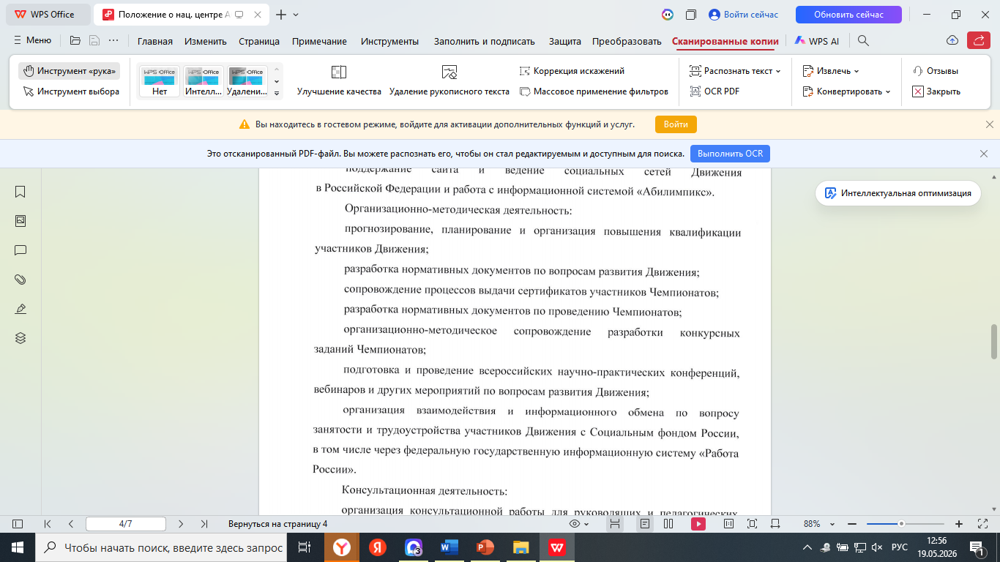 WPS Office
Положение о нац. центре А
Войти сейчас
Обновить сейчас
Меню
Главная
Изменить
Страница
Примечание
Инструменты
Заполнить и подписать
Защита
Преобразовать
Сканированные копии
WPS AI
Инструмент «рука»
Инструмент выбора
Нет
Интелл...
Удалени...
Улучшение качества
Удаление рукописного текста
Коррекция искажений
Массовое применение фильтров
Распознать текст
OCR PDF
Извлечь
Конвертировать
Отзывы
Закрыть
Вы находитесь в гостевом режиме, войдите для активации дополнительных функций и услуг.
Войти
Это отсканированный PDF-файл. Вы можете распознать его, чтобы он стал редактируемым и доступным для поиска.
Выполнить OCR
Интеллектуальная оптимизация
поддержание сайта и ведение социальных сетей Движения
в Российской Федерации и работа с информационной системой «Абилимпикс».
Организационно-методическая деятельность:
прогнозирование, планирование и организация повышения квалификации
участников Движения;
разработка нормативных документов по вопросам развития Движения;
сопровождение процессов выдачи сертификатов участников Чемпионатов;
разработка нормативных документов по проведению Чемпионатов;
организационно-методическое сопровождение разработки конкурсных
заданий Чемпионатов;
подготовка и проведение всероссийских научно-практических конференций,
вебинаров и других мероприятий по вопросам развития Движения;
организация взаимодействия и информационного обмена по вопросу
занятости и трудоустройства участников Движения с Социальным фондом России,
в том числе через федеральную государственную информационную систему «Работа
России».
Консультационная деятельность:
организация консультационной работы для руководящих и педагогических
4/7
Вернуться на страницу 4
88%
Чтобы начать поиск, введите здесь запрос
РУС
12:56
19.05.2026